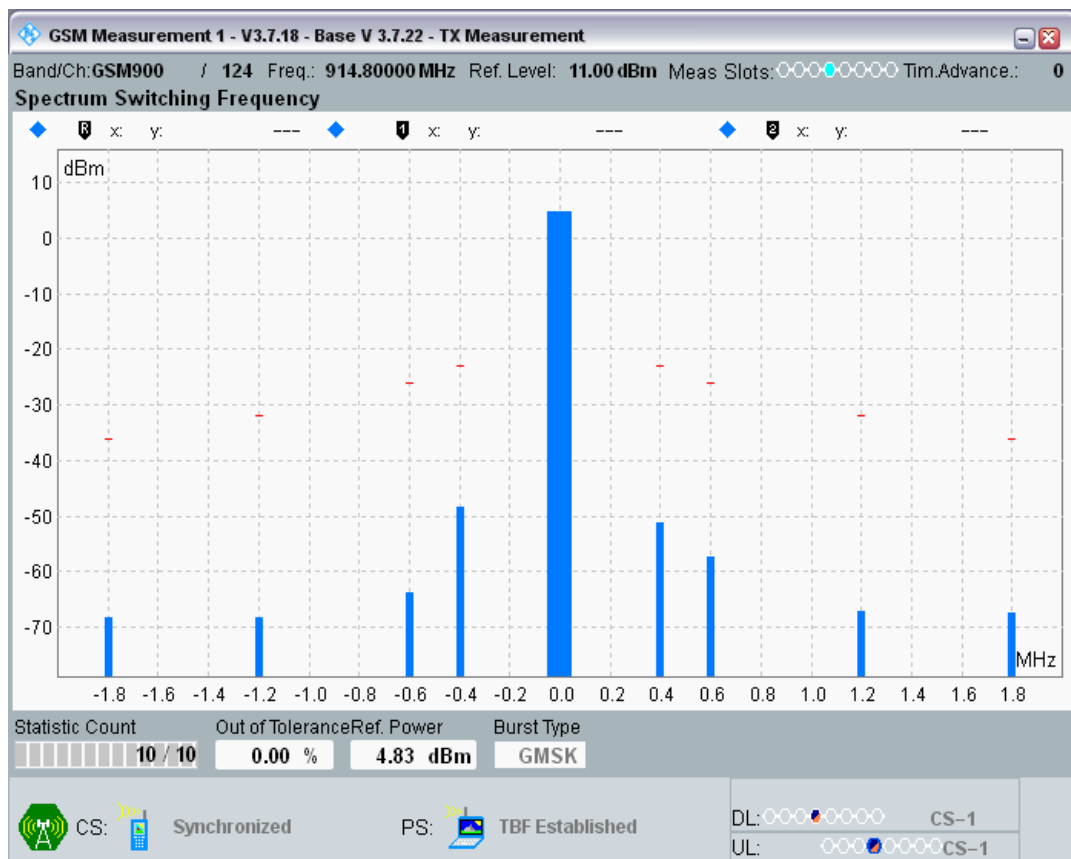 GSM Measurement 1 - V3.7.18 - Base V 3.7.22 - TX Measurement
Band/Ch:GSM900 / 124 Freq.: 914.80000 MHz Ref. Level: 11.00 dBm Meas Slots: Tim.Advance.: 0
Spectrum Switching Frequency
R x: y: --- 1 x: y: --- 2 x: y: ---
dBm
10
0
-10
-20
-30
-40
-50
-60
-70
MHz
-1.8 -1.6 -1.4 -1.2 -1.0 -0.8 -0.6 -0.4 -0.2 0.0 0.2 0.4 0.6 0.8 1.0 1.2 1.4 1.6 1.8
Statistic Count Out of Tolerance Ref. Power Burst Type
10 / 10 0.00 % 4.83 dBm GMSK
CS: Synchronized PS: TBF Established
DL: CS-1
UL: CS-1